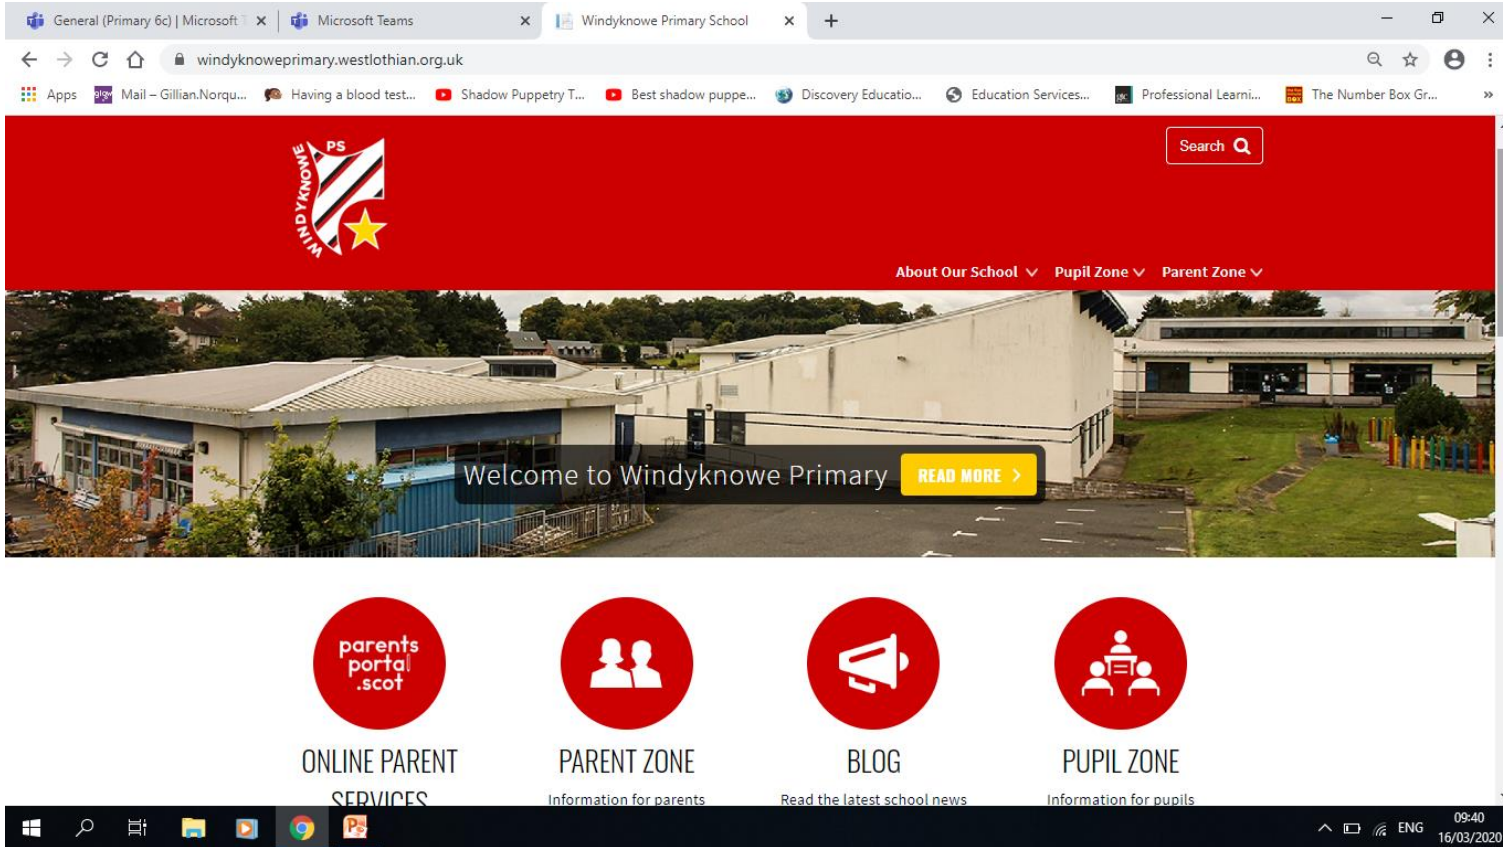 General (Primary 6c) | Microsoft T
Microsoft Teams
Windyknowe Primary School
windyknoweprimary.westlothian.org.uk
Apps
Mail – Gillian.Norqu...
Having a blood test...
Shadow Puppetry T...
Best shadow puppe...
Discovery Educatio...
Education Services...
Professional Learni...
The Number Box Gr...
»
PS
WINDYKNOWE
Search
About Our School
Pupil Zone
Parent Zone
Welcome to Windyknowe Primary
READ MORE >
parents
portal
.scot
ONLINE PARENT
SERVICES
PARENT ZONE
Information for parents
BLOG
Read the latest school news
PUPIL ZONE
Information for pupils
ENG
09:40
16/03/2020